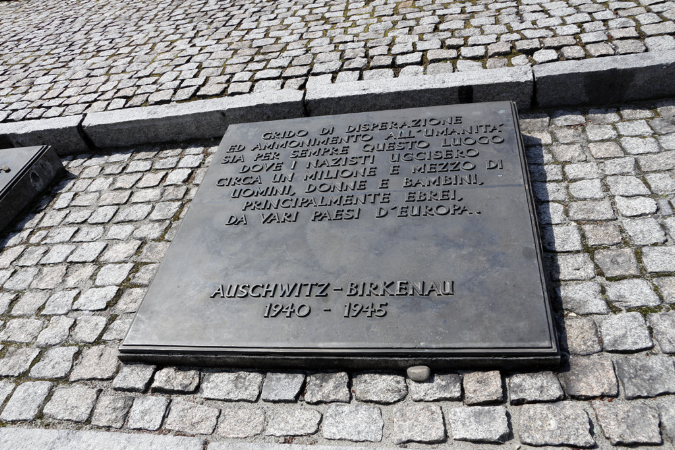 GRIDO DI DISPERAZIONE
ED AMMONIMENTO ALL'UMANITA'
SIA PER SEMPRE QUESTO LUOGO
DOVE I NAZISTI UCCISERO
CIRCA UN MILIONE E MEZZO DI
UOMINI, DONNE E BAMBINI,
PRINCIPALMENTE EBREI,
DA VARI PAESI D'EUROPA..
AUSCHWITZ-BIRKENAU
1940 - 1945